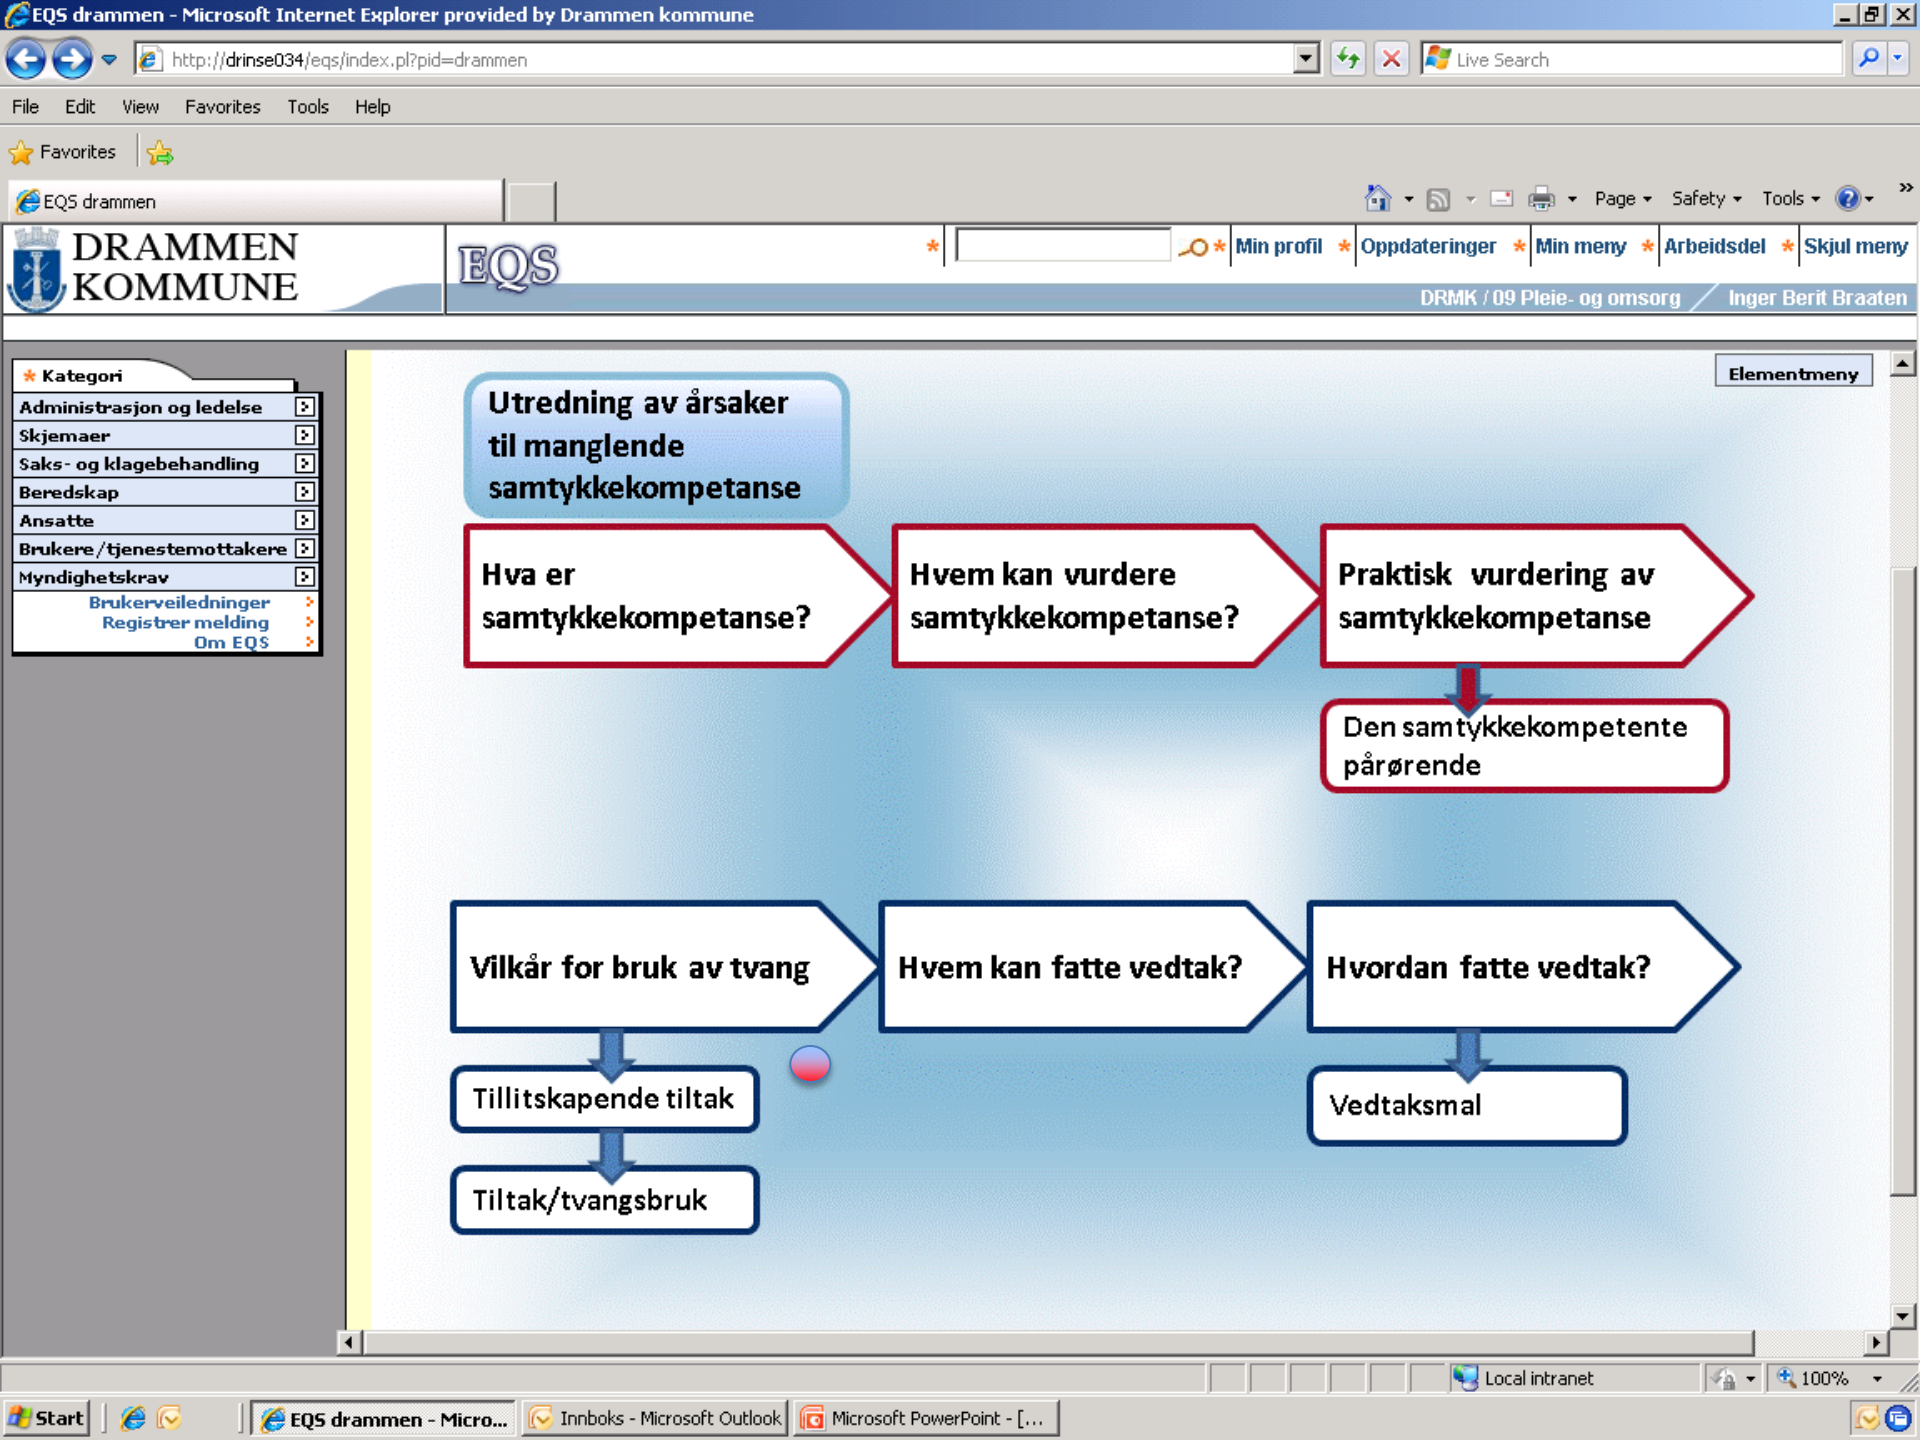 EQS drammen - Microsoft Internet Explorer provided by Drammen kommune
http://drinse034/eqs/index.pl?pid=drammen
Live Search
File Edit View Favorites Tools Help
Favorites
EQS drammen
Page Safety Tools
DRAMMEN
KOMMUNE
EQS
* * Min profil * Oppdateringer * Min meny * Arbeidsdel * Skjul meny
DRMK / 09 Pleie- og omsorg Inger Berit Braaten
* Kategori
Administrasjon og ledelse
Skjemaer
Saks- og klagebehandling
Beredskap
Ansatte
Brukere/tjenestemottakere
Myndighetskrav
Brukerveiledninger
Registrer melding
Om EQS
Elementmeny
Utredning av årsaker
til manglende
samtykkekompetanse
Hva er
samtykkekompetanse?
Hvem kan vurdere
samtykkekompetanse?
Praktisk vurdering av
samtykkekompetanse
Den samtykkekompetente
pårørende
Vilkår for bruk av tvang
Hvem kan fatte vedtak?
Hvordan fatte vedtak?
Tillitskapende tiltak
Vedtaksmal
Tiltak/tvangsbruk
Local intranet
100%
Start
EQS drammen - Micro...
Innboks - Microsoft Outlook
Microsoft PowerPoint - [...